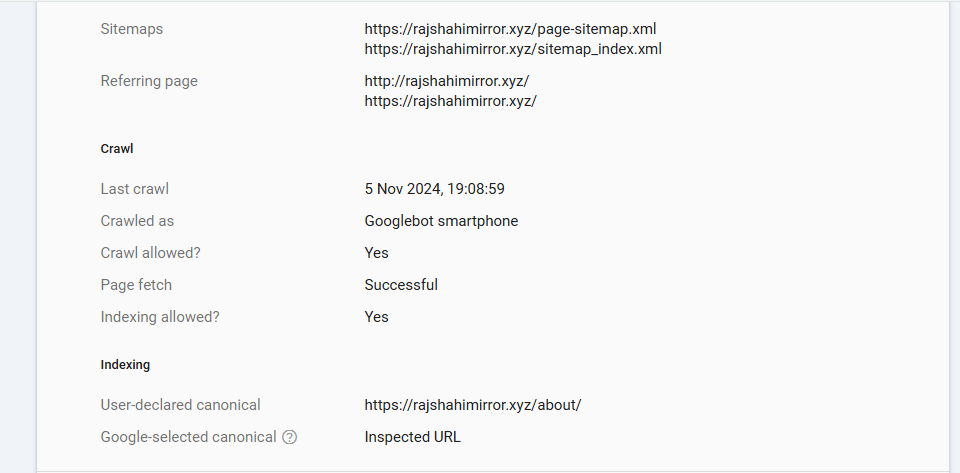 Sitemaps https://rajshahimirror.xyz/page-sitemap.xml
https://rajshahimirror.xyz/sitemap_index.xml
Referring page http://rajshahimirror.xyz/
https://rajshahimirror.xyz/
Crawl
Last crawl 5 Nov 2024, 19:08:59
Crawled as Googlebot smartphone
Crawl allowed? Yes
Page fetch Successful
Indexing allowed? Yes
Indexing
User-declared canonical https://rajshahimirror.xyz/about/
Google-selected canonical ? Inspected URL